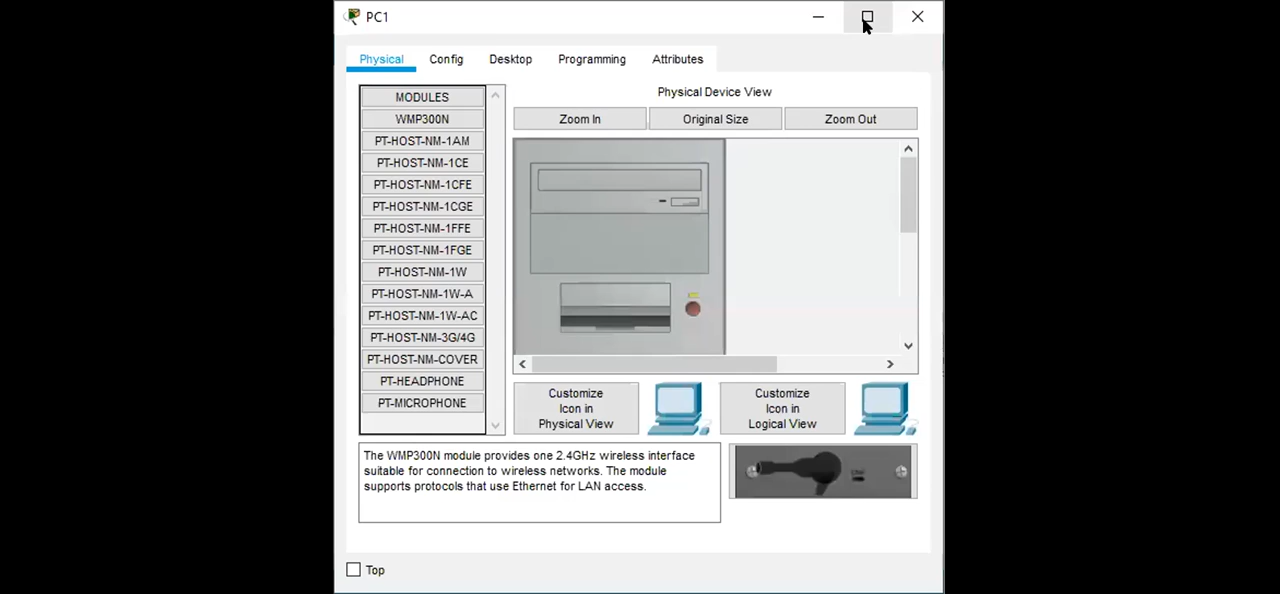 PC1
Physical
Config
Desktop
Programming
Attributes
MODULES
WMP300N
PT-HOST-NM-1AM
PT-HOST-NM-1CE
PT-HOST-NM-1CFE
PT-HOST-NM-1CGE
PT-HOST-NM-1FFE
PT-HOST-NM-1FGE
PT-HOST-NM-1W
PT-HOST-NM-1W-A
PT-HOST-NM-1W-AC
PT-HOST-NM-3G/4G
PT-HOST-NM-COVER
PT-HEADPHONE
PT-MICROPHONE
Physical Device View
Zoom In
Original Size
Zoom Out
Customize
Icon in
Physical View
Customize
Icon in
Logical View
The WMP300N module provides one 2.4GHz wireless interface
suitable for connection to wireless networks. The module
supports protocols that use Ethernet for LAN access.
Top